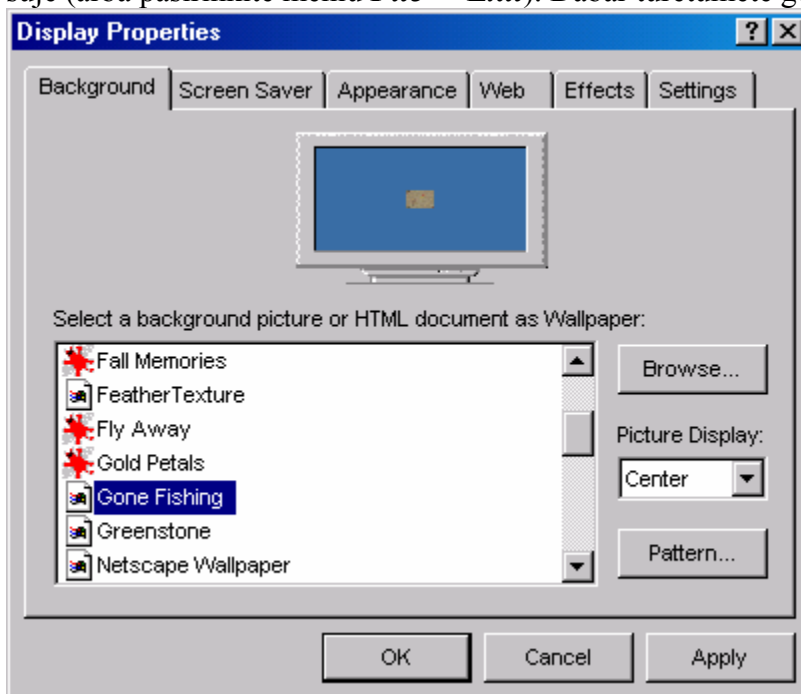 Display Properties
Background Screen Saver Appearance Web Effects Settings
Select a background picture or HTML document as Wallpaper:
Fall Memories
FeatherTexture
Fly Away
Gold Petals
Gone Fishing
Greenstone
Netscape Wallpaper
Browse...
Picture Display:
Center
Pattern...
OK Cancel Apply